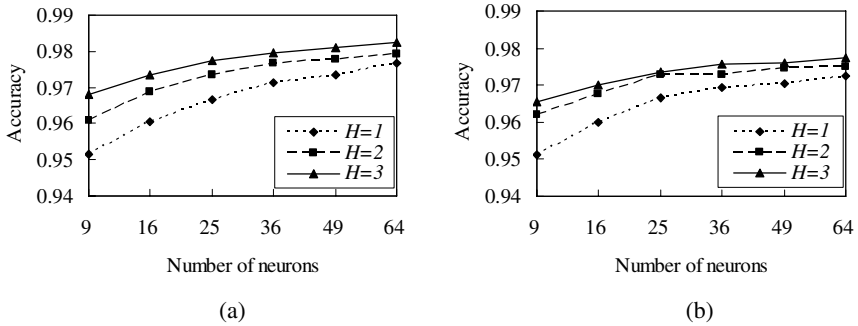 0.99
0.98
0.97
0.96
0.95
0.94
Accuracy
9 16 25 36 49 64
Number of neurons
H=1
H=2
H=3
(a)
0.99
0.98
0.97
0.96
0.95
0.94
Accuracy
9 16 25 36 49 64
Number of neurons
H=1
H=2
H=3
(b)